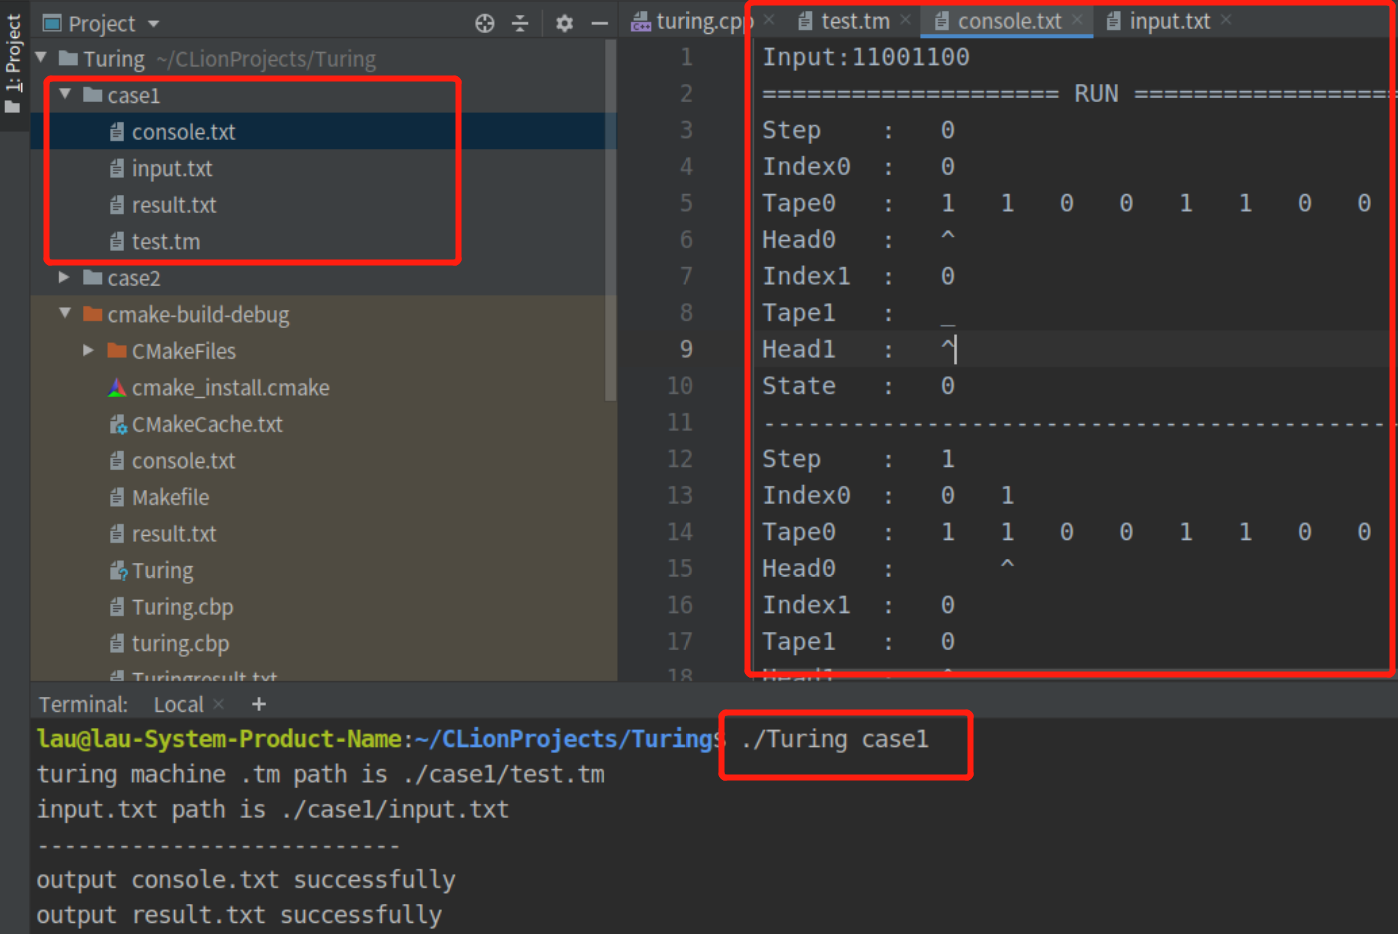 1: Project
Project
Turing ~/CLionProjects/Turing
case1
console.txt
input.txt
result.txt
test.tm
case2
cmake-build-debug
CMakeFiles
cmake_install.cmake
CMakeCache.txt
console.txt
Makefile
result.txt
Turing
Turing.cbp
turing.cbp
Turingresult.txt
turing.cpp × test.tm × console.txt × input.txt ×
1 Input:11001100
2 ==================== RUN ==================
3 Step : 0
4 Index0 : 0
5 Tape0 : 1 1 0 0 1 1 0 0
6 Head0 : ^
7 Index1 : 0
8 Tape1 : _
9 Head1 : ^
10 State : 0
11 -------------------------------------------
12 Step : 1
13 Index0 : 0 1
14 Tape0 : 1 1 0 0 1 1 0 0
15 Head0 : ^
16 Index1 : 0
17 Tape1 : 0
18 Head1 : ^
Terminal: Local × +
lau@lau-System-Product-Name:~/CLionProjects/Turing$ ./Turing case1
turing machine .tm path is ./case1/test.tm
input.txt path is ./case1/input.txt
---------------------------
output console.txt successfully
output result.txt successfully